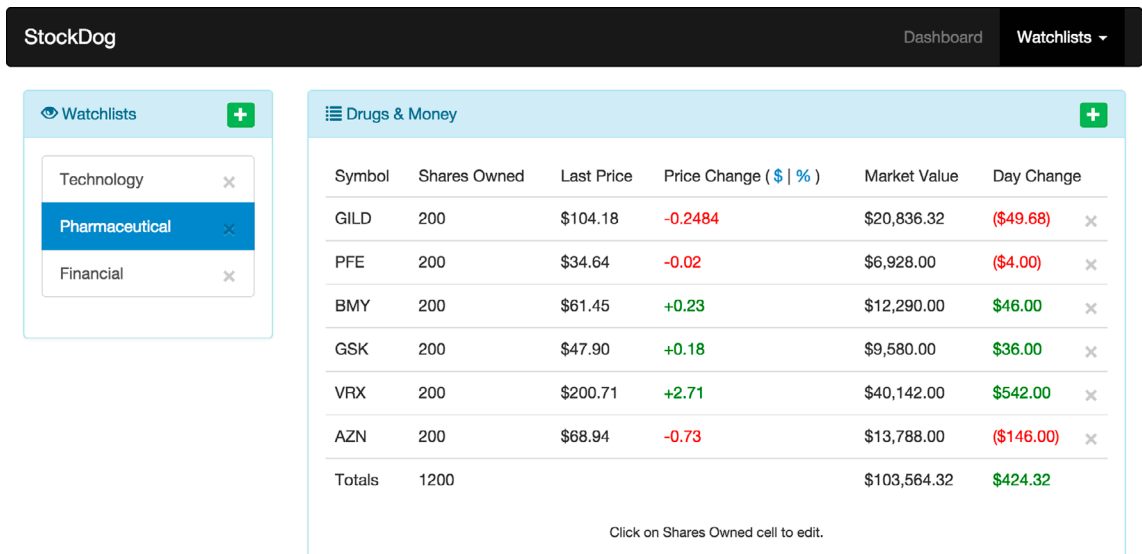 StockDog Dashboard Watchlists
Watchlists
Technology
Pharmaceutical
Financial
Drugs & Money
Symbol Shares Owned Last Price Price Change ( $ | % ) Market Value Day Change
GILD 200 $104.18 -0.2484 $20,836.32 ($49.68)
PFE 200 $34.64 -0.02 $6,928.00 ($4.00)
BMY 200 $61.45 +0.23 $12,290.00 $46.00
GSK 200 $47.90 +0.18 $9,580.00 $36.00
VRX 200 $200.71 +2.71 $40,142.00 $542.00
AZN 200 $68.94 -0.73 $13,788.00 ($146.00)
Totals 1200 $103,564.32 $424.32
Click on Shares Owned cell to edit.